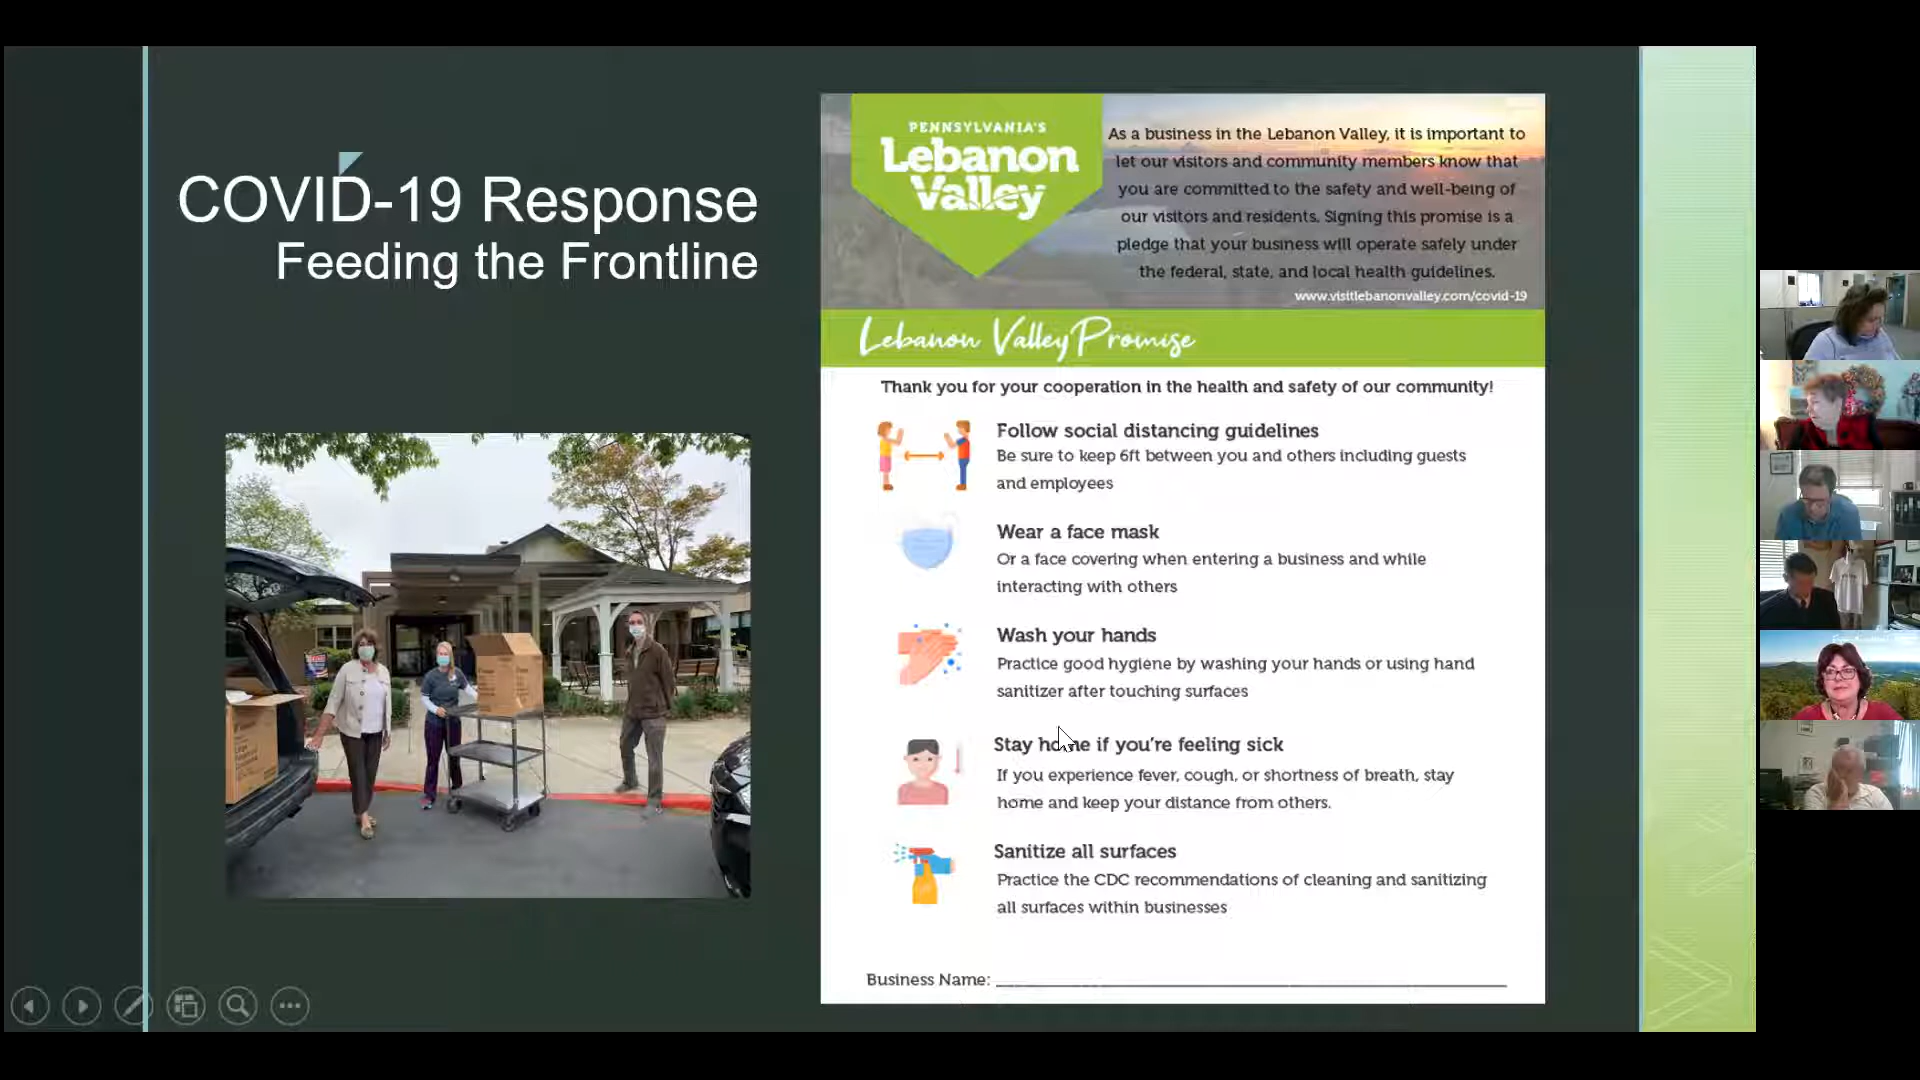 COVID-19 Response
Feeding the Frontline
PENNSYLVANIA'S
Lebanon
Valley
As a business in the Lebanon Valley, it is important to
let our visitors and community members know that
you are committed to the safety and well-being of
our visitors and residents. Signing this promise is a
pledge that your business will operate safely under
the federal, state, and local health guidelines.
www.visitlebanonvalley.com/covid-19
Lebanon Valley Promise
Thank you for your cooperation in the health and safety of our community!
Follow social distancing guidelines
Be sure to keep 6ft between you and others including guests
and employees
Wear a face mask
Or a face covering when entering a business and while
interacting with others
Wash your hands
Practice good hygiene by washing your hands or using hand
sanitizer after touching surfaces
Stay home if you're feeling sick
If you experience fever, cough, or shortness of breath, stay
home and keep your distance from others.
Sanitize all surfaces
Practice the CDC recommendations of cleaning and sanitizing
all surfaces within businesses
Business Name: